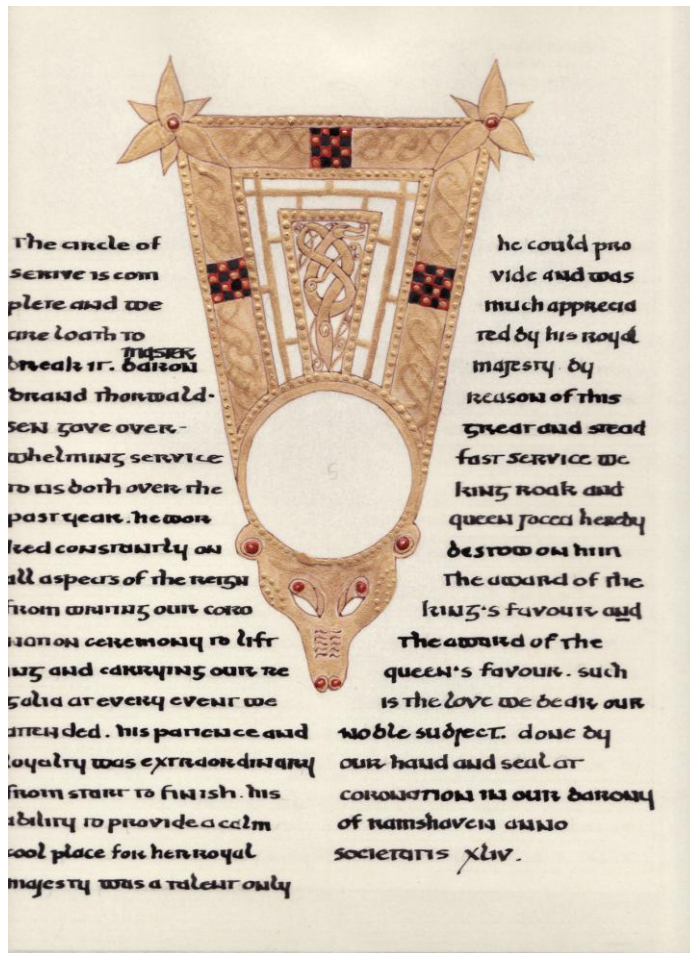 The circle of
serive is com
plete and we
are loath to
master
break it. baron
brand thorwald-
sen gave over-
whelming service
to us both over the
past year. he wor
ked constantly on
all aspects of the reign
from writing our coro
nation ceremony to lift
ing and carrying our re
galia at every event we
attended. his patience and
loyalty was extraordinary
from start to finish. his
ability to provide a calm
cool place for her royal
majesty was a talent only
he could pro
vide and was
much apprecia
ted by his royal
majesty. by
reason of this
great and stead
fast service we
king roak and
queen jocea hereby
bestow on him
The award of the
king's favour and
The award of the
queen's favour. such
is the love we bear our
noble subject. done by
our hand and seal at
coronation in our barony
of ramshaven anno
societatis xliv.